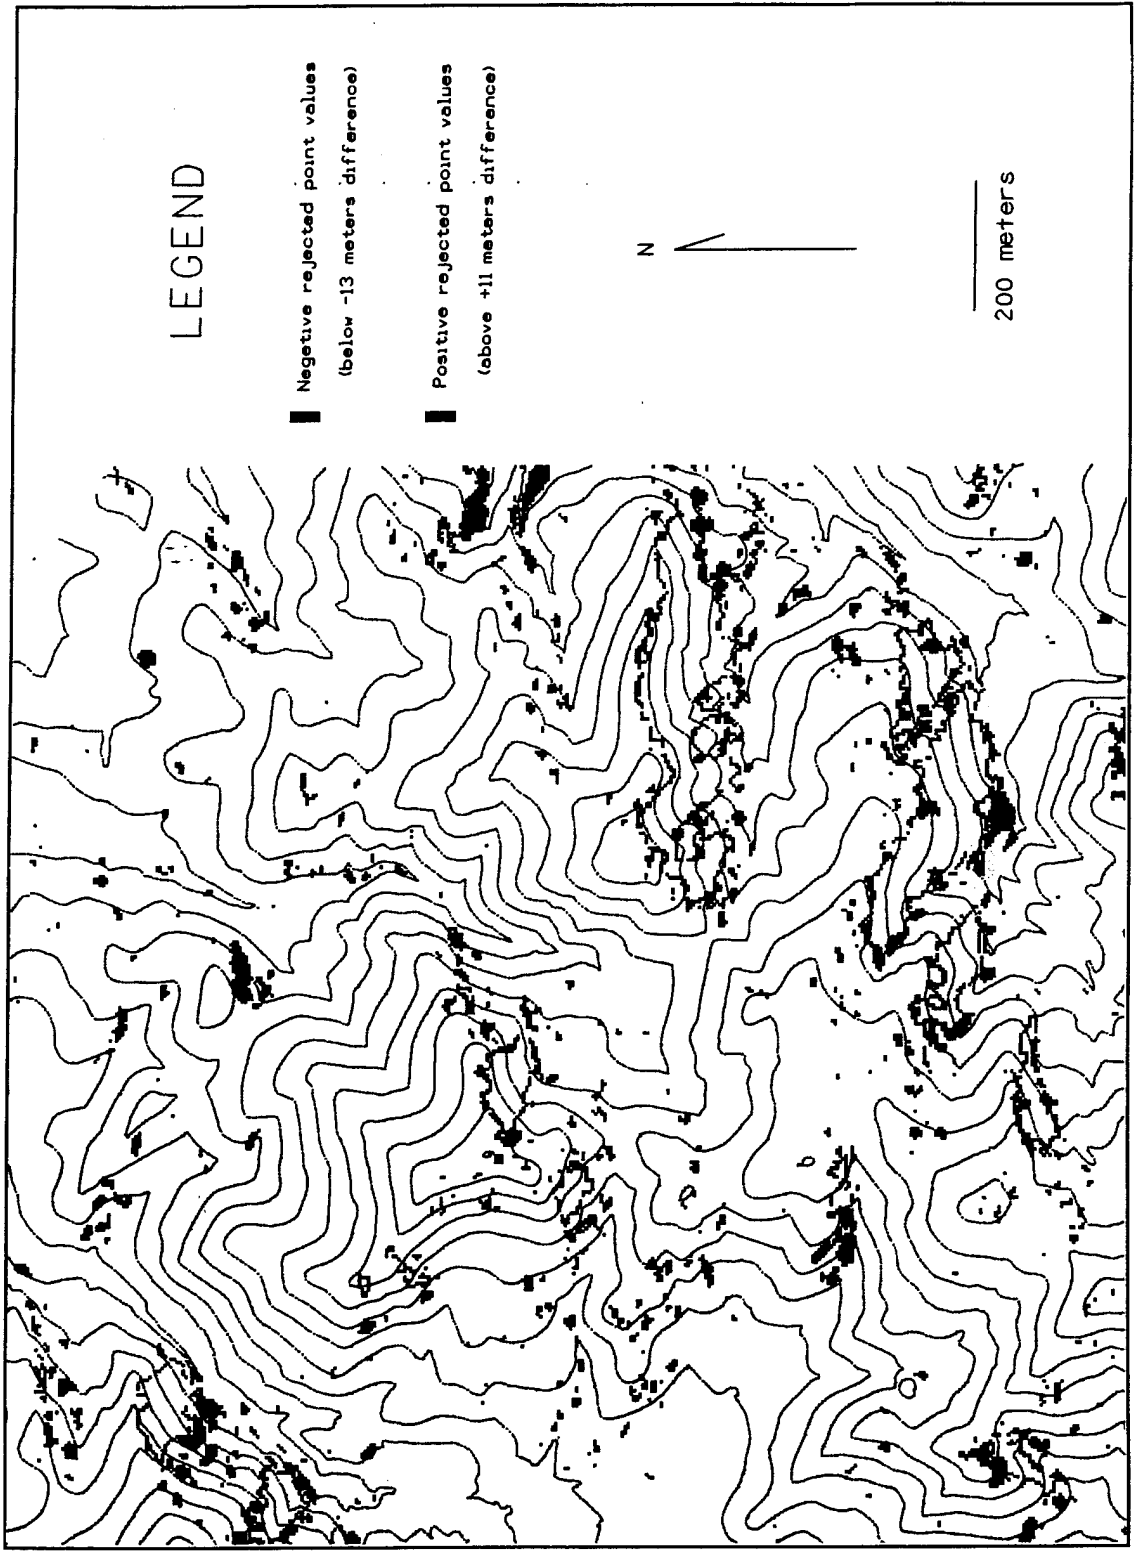 LEGEND
Negative rejected point values
(below -13 meters difference)
Positive rejected point values
(above +11 meters difference)
N
200 meters